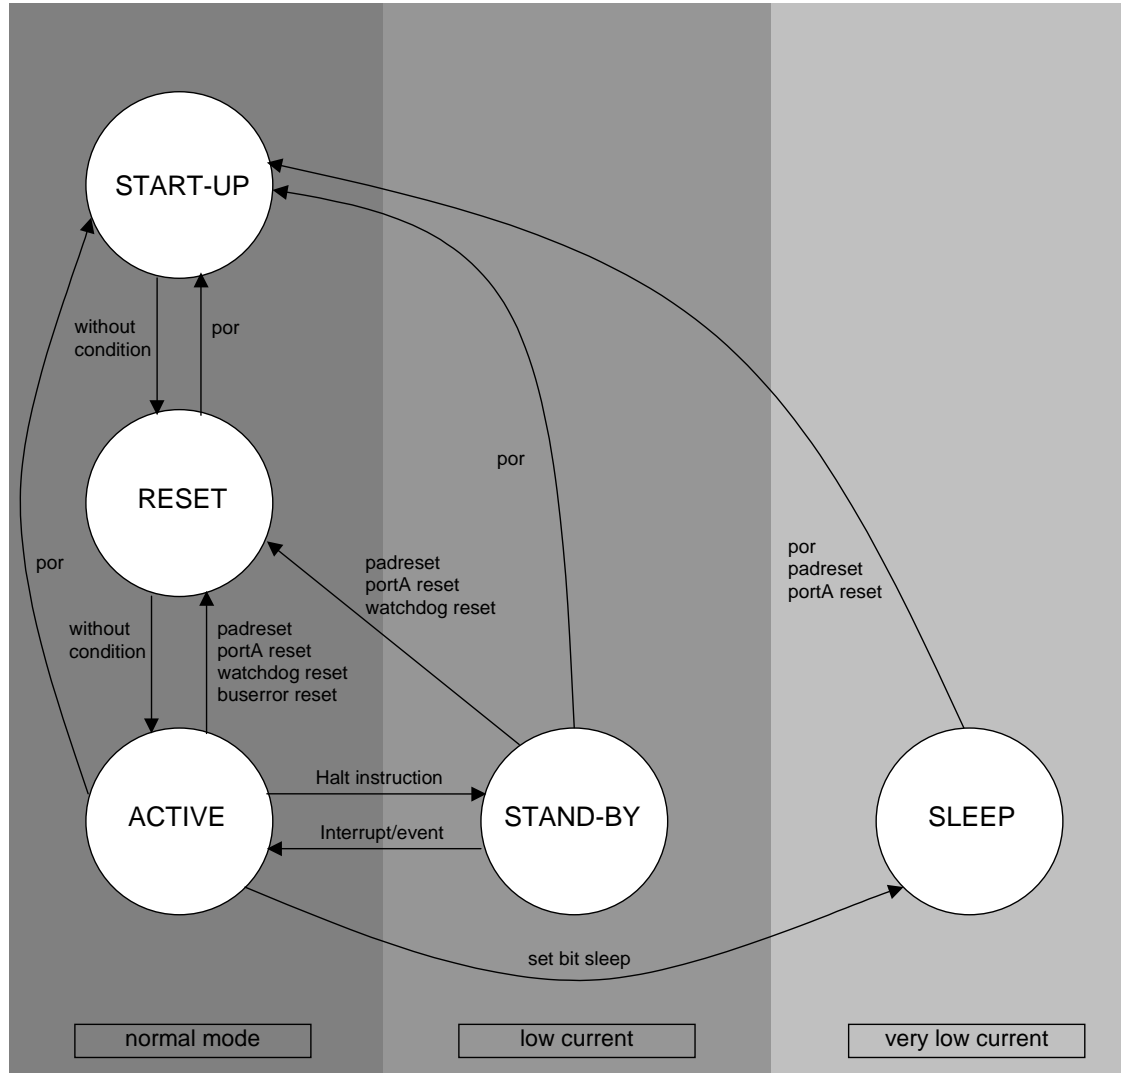 START-UP
without
condition
por
RESET
por
por
padreset
portA reset
watchdog reset
por
padreset
portA reset
without
condition
padreset
portA reset
watchdog reset
buserror reset
Halt instruction
ACTIVE
STAND-BY
SLEEP
Interrupt/event
set bit sleep
normal mode
low current
very low current